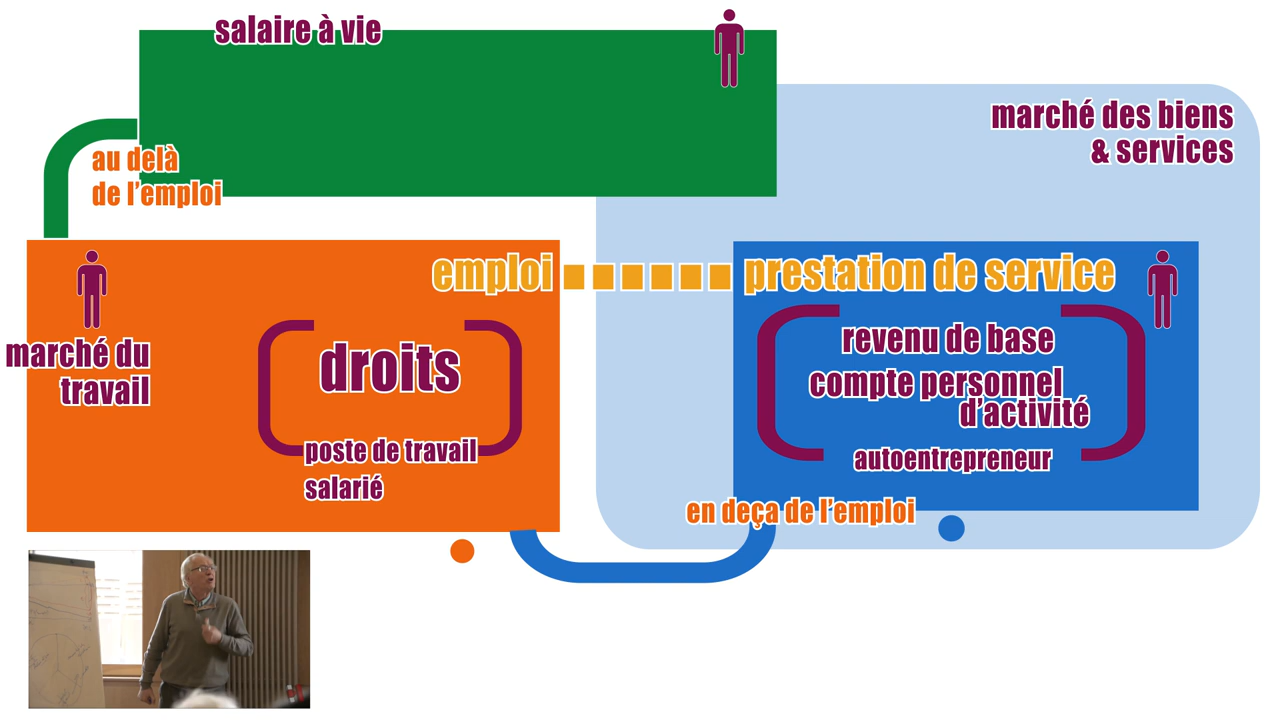 salaire à vie
marché des biens
& services
au delà
de l'emploi
emploi
prestation de service
marché du
travail
droits
poste de travail
salarié
revenu de base
compte personnel
d'activité
autoentrepreneur
en deça de l'emploi